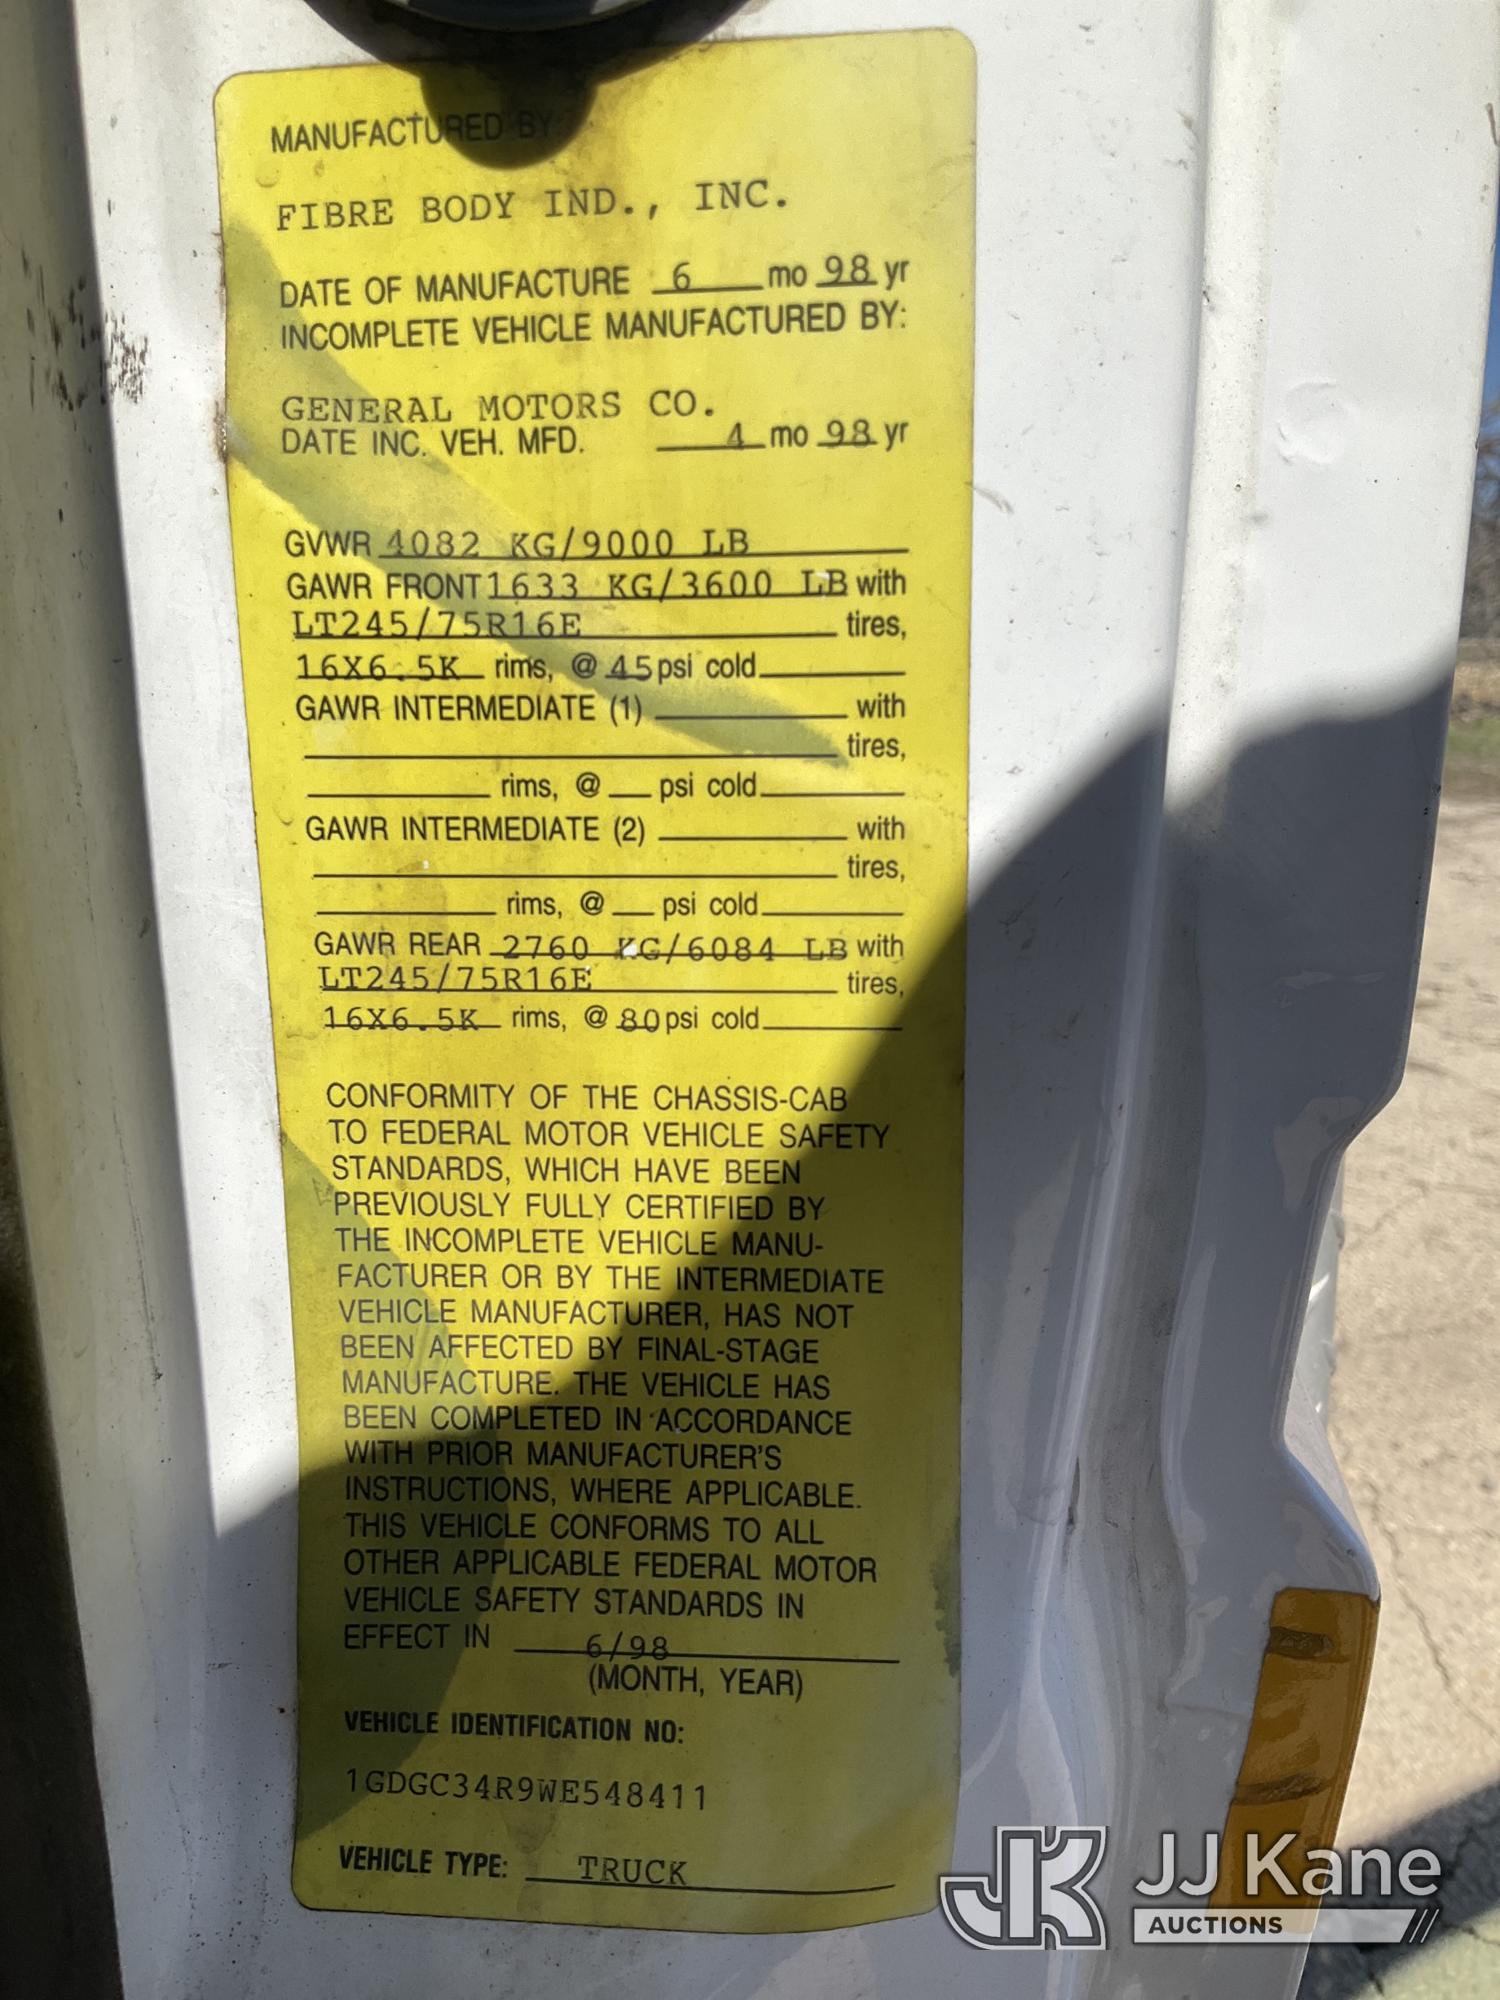 MANUFACTURED BY
FIBRE BODY IND., INC.
DATE OF MANUFACTURE 6 mo 98 yr
INCOMPLETE VEHICLE MANUFACTURED BY:
GENERAL MOTORS CO.
DATE INC. VEH. MFD. 4 mo 98 yr
GVWR 4082 KG/9000 LB
GAWR FRONT 1633 KG/3600 LB with
LT245/75R16E tires,
16X6.5K rims, @ 45 psi cold
GAWR INTERMEDIATE (1) with
tires,
rims, @ psi cold
GAWR INTERMEDIATE (2) with
tires,
rims, @ psi cold
GAWR REAR 2760 KG/6084 LB with
LT245/75R16E tires,
16X6.5K rims, @ 80 psi cold
CONFORMITY OF THE CHASSIS-CAB
TO FEDERAL MOTOR VEHICLE SAFETY
STANDARDS, WHICH HAVE BEEN
PREVIOUSLY FULLY CERTIFIED BY
THE INCOMPLETE VEHICLE MANU-
FACTURER OR BY THE INTERMEDIATE
VEHICLE MANUFACTURER, HAS NOT
BEEN AFFECTED BY FINAL-STAGE
MANUFACTURE. THE VEHICLE HAS
BEEN COMPLETED IN ACCORDANCE
WITH PRIOR MANUFACTURER'S
INSTRUCTIONS, WHERE APPLICABLE.
THIS VEHICLE CONFORMS TO ALL
OTHER APPLICABLE FEDERAL MOTOR
VEHICLE SAFETY STANDARDS IN
EFFECT IN 6/98
(MONTH, YEAR)
VEHICLE IDENTIFICATION NO:
1GDGC34R9WE548411
VEHICLE TYPE: TRUCK
JK JJ Kane
AUCTIONS